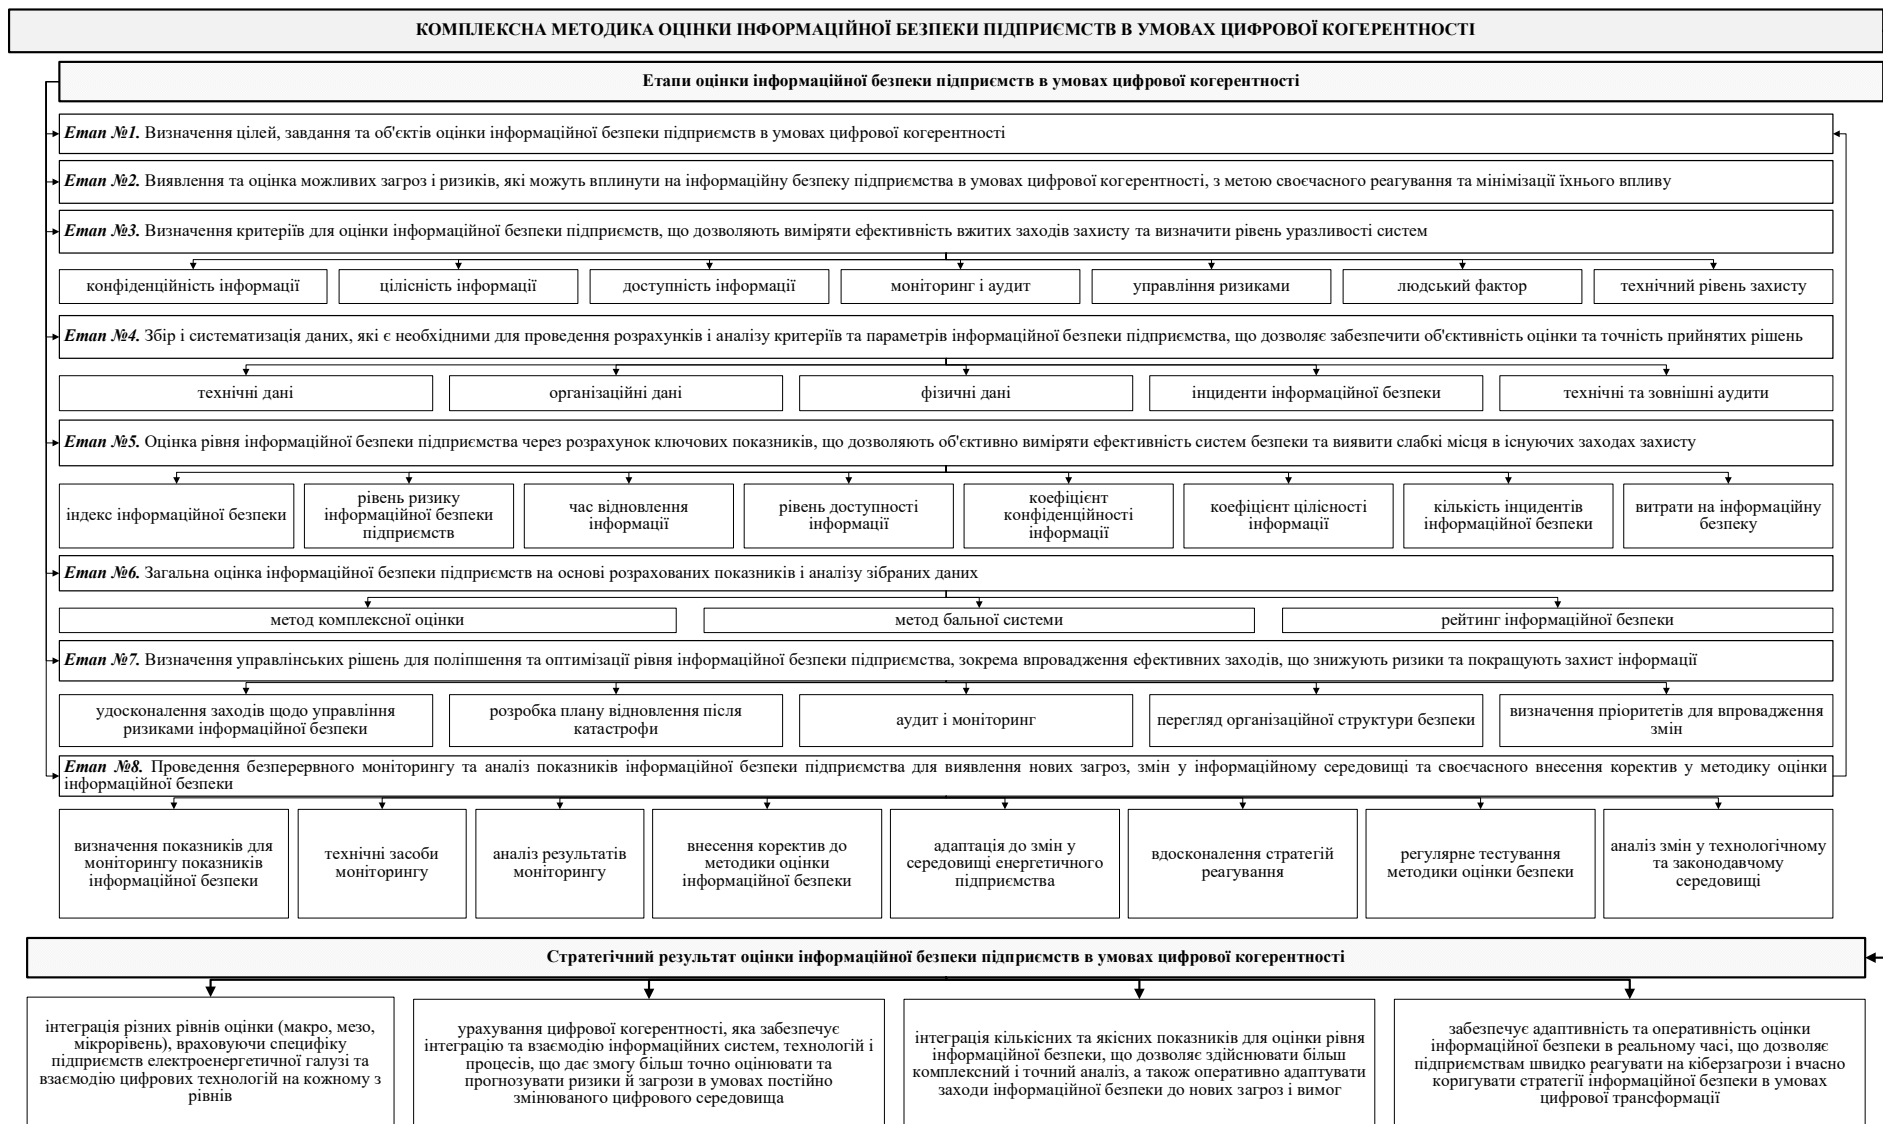 КОМПЛЕКСНА МЕТОДИКА ОЦІНКИ ІНФОРМАЦІЙНОЇ БЕЗПЕКИ ПІДПРИЄМСТВ В УМОВАХ ЦИФРОВОЇ КОГЕРЕНТНОСТІ
Етапи оцінки інформаційної безпеки підприємств в умовах цифрової когерентності
Етап №1. Визначення цілей, завдання та об'єктів оцінки інформаційної безпеки підприємств в умовах цифрової когерентності
Етап №2. Виявлення та оцінка можливих загроз і ризиків, які можуть вплинути на інформаційну безпеку підприємства в умовах цифрової когерентності, з метою своєчасного реагування та мінімізації їхнього впливу
Етап №3. Визначення критеріїв для оцінки інформаційної безпеки підприємств, що дозволяють виміряти ефективність вжитих заходів захисту та визначити рівень уразливості систем
конфіденційність інформації
цілісність інформації
доступність інформації
моніторинг і аудит
управління ризиками
людський фактор
технічний рівень захисту
Етап №4. Збір і систематизація даних, які є необхідними для проведення розрахунків і аналізу критеріїв та параметрів інформаційної безпеки підприємства, що дозволяє забезпечити об'єктивність оцінки та точність прийнятих рішень
технічні дані
організаційні дані
фізичні дані
інциденти інформаційної безпеки
технічні та зовнішні аудити
Етап №5. Оцінка рівня інформаційної безпеки підприємства через розрахунок ключових показників, що дозволяють об'єктивно виміряти ефективність систем безпеки та виявити слабкі місця в існуючих заходах захисту
індекс інформаційної безпеки
рівень ризику
інформаційної безпеки
підприємств
час відновлення
інформації
рівень доступності
інформації
коефіцієнт
конфіденційності
інформації
коефіцієнт цілісності
інформації
кількість інцидентів
інформаційної безпеки
витрати на інформаційну
безпеку
Етап №6. Загальна оцінка інформаційної безпеки підприємств на основі розрахованих показників і аналізу зібраних даних
метод комплексної оцінки
метод бальної системи
рейтинг інформаційної безпеки
Етап №7. Визначення управлінських рішень для поліпшення та оптимізації рівня інформаційної безпеки підприємства, зокрема впровадження ефективних заходів, що знижують ризики та покращують захист інформації
удосконалення заходів щодо управління
ризиками інформаційної безпеки
розробка плану відновлення після
катастрофи
аудит і моніторинг
перегляд організаційної структури безпеки
визначення пріоритетів для впровадження
змін
Етап №8. Проведення безперервного моніторингу та аналіз показників інформаційної безпеки підприємства для виявлення нових загроз, змін у інформаційному середовищі та своєчасного внесення коректив у методику оцінки
інформаційної безпеки
визначення показників для
моніторингу показників
інформаційної безпеки
технічні засоби
моніторингу
аналіз результатів
моніторингу
внесення коректив до
методики оцінки
інформаційної безпеки
адаптація до змін у
середовищі енергетичного
підприємства
вдосконалення стратегій
реагування
регулярне тестування
методики оцінки безпеки
аналіз змін у технологічному
та законодавчому
середовищі
Стратегічний результат оцінки інформаційної безпеки підприємств в умовах цифрової когерентності
інтеграція різних рівнів оцінки (макро, мезо,
мікрорівень), враховуючи специфіку
підприємств електроенергетичної галузі та
взаємодію цифрових технологій на кожному з
рівнів
урахування цифрової когерентності, яка забезпечує
інтеграцію та взаємодію інформаційних систем, технологій і
процесів, що дає змогу більш точно оцінювати та
прогнозувати ризики й загрози в умовах постійно
змінюваного цифрового середовища
інтеграція кількісних та якісних показників для оцінки рівня
інформаційної безпеки, що дозволяє здійснювати більш
комплексний і точний аналіз, а також оперативно адаптувати
заходи інформаційної безпеки до нових загроз і вимог
забезпечує адаптивність та оперативність оцінки
інформаційної безпеки в реальному часі, що дозволяє
підприємствам швидко реагувати на кіберзагрози і вчасно
коригувати стратегії інформаційної безпеки в умовах
цифрової трансформації